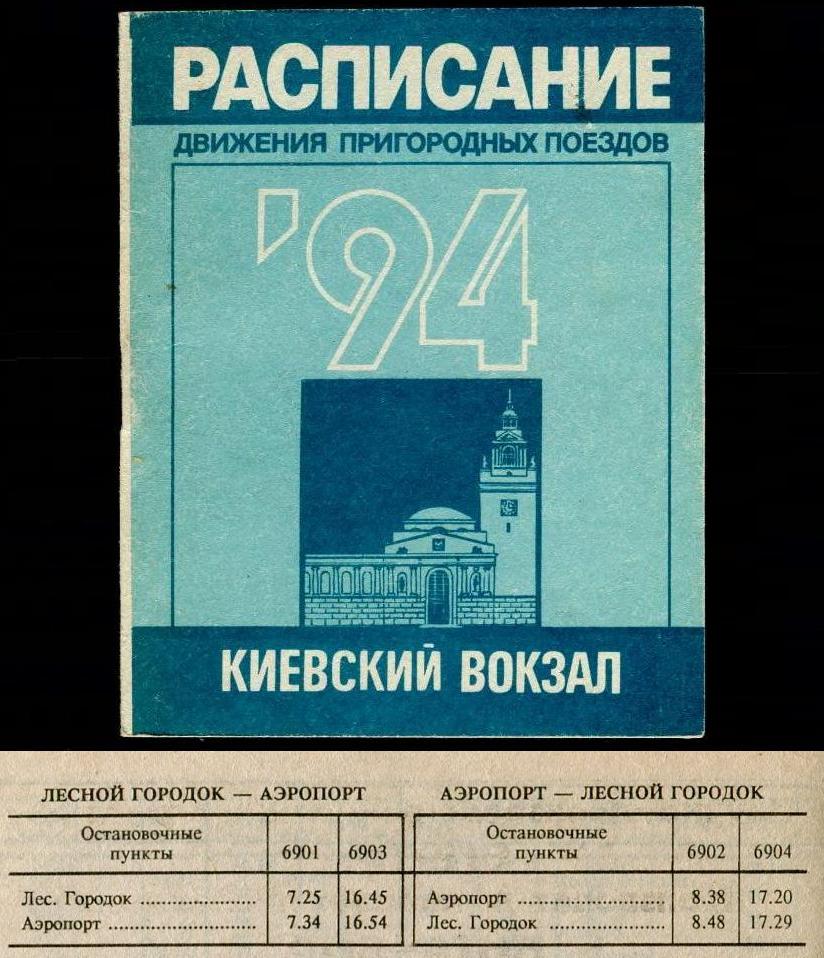 РАСПИСАНИЕ
ДВИЖЕНИЯ ПРИГОРОДНЫХ ПОЕЗДОВ
'94
КИЕВСКИЙ ВОКЗАЛ
ЛЕСНОЙ ГОРОДОК — АЭРОПОРТ
Остановочные пункты 6901 6903
Лес. Городок ...................... 7.25 16.45
Аэропорт ............................ 7.34 16.54
АЭРОПОРТ — ЛЕСНОЙ ГОРОДОК
Остановочные пункты 6902 6904
Аэропорт ............................ 8.38 17.20
Лес. Городок ...................... 8.48 17.29